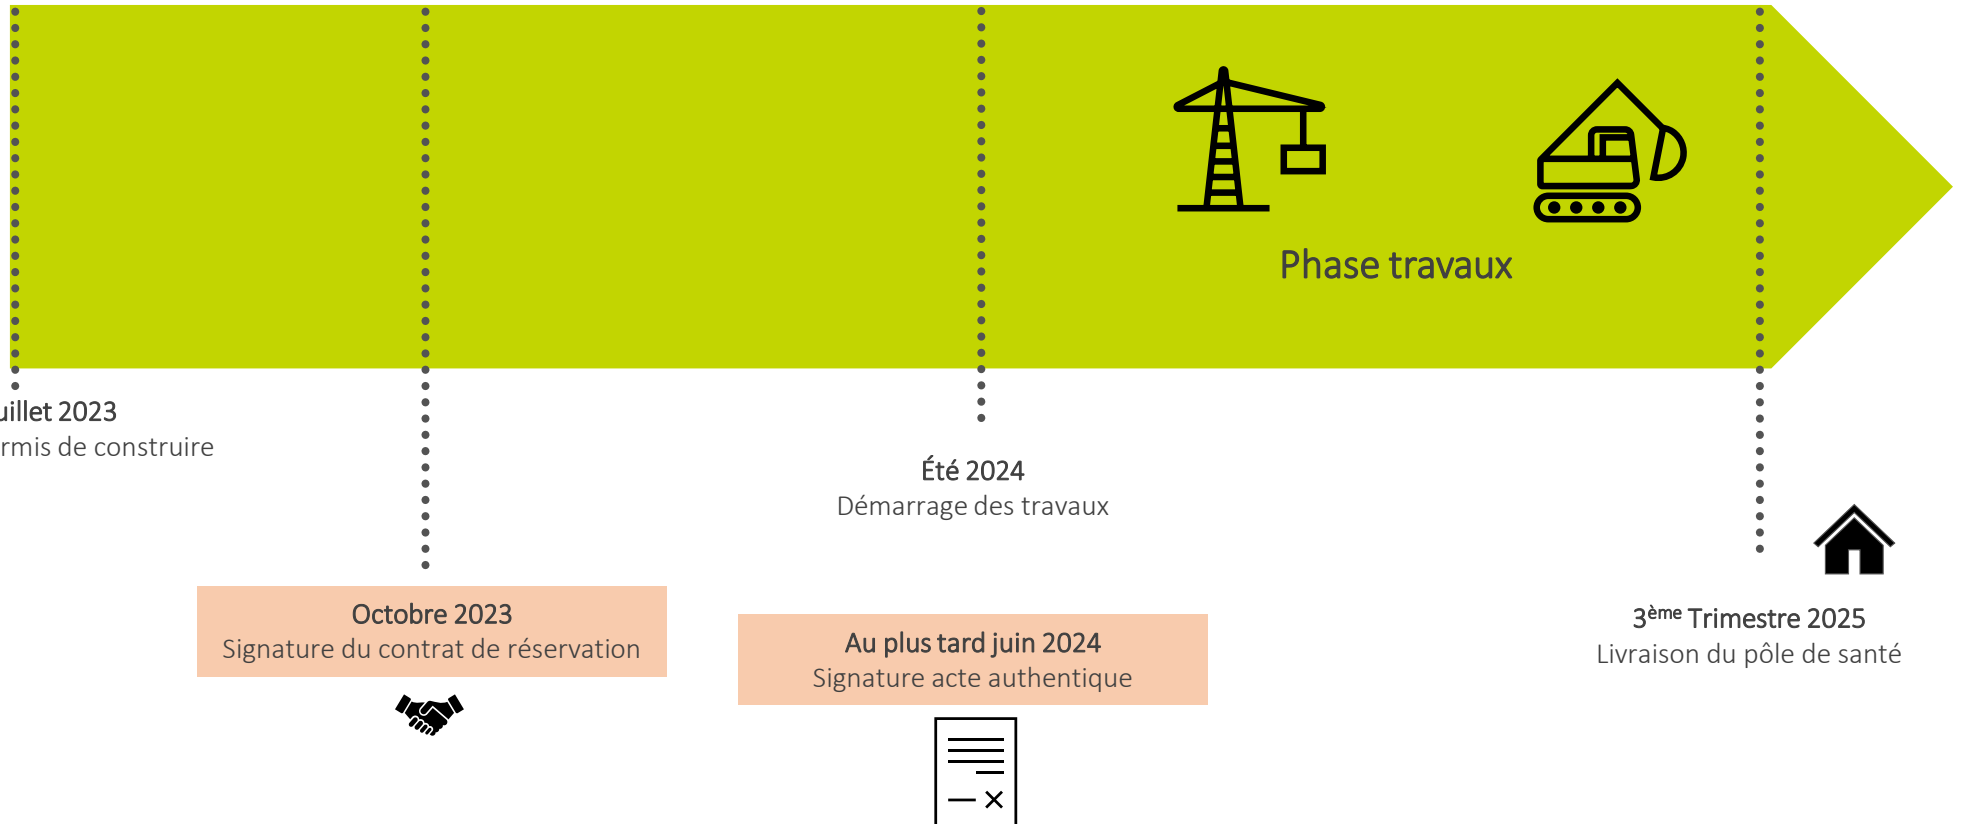 Phase travaux
uillet 2023
rmis de construire
Été 2024
Démarrage des travaux
Octobre 2023
Signature du contrat de réservation
Au plus tard juin 2024
Signature acte authentique
3ème Trimestre 2025
Livraison du pôle de santé